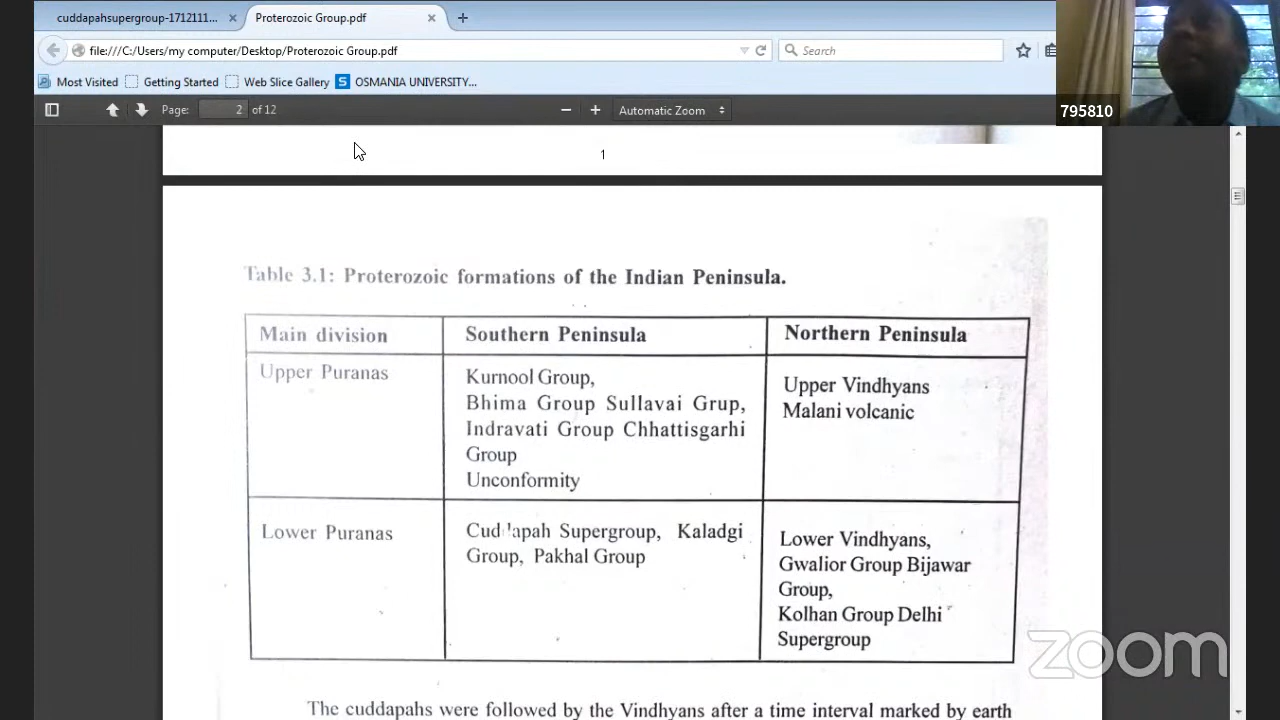 cuddapahsupergroup-1712111...
Proterozoic Group.pdf
file:///C:/Users/my computer/Desktop/Proterozoic Group.pdf
Search
Most Visited
Getting Started
Web Slice Gallery
S OSMANIA UNIVERSITY...
795810
Page: 2 of 12
Automatic Zoom
1
Table 3.1: Proterozoic formations of the Indian Peninsula.
Main division
Southern Peninsula
Northern Peninsula
Upper Puranas
Kurnool Group,
Bhima Group Sullavai Grup,
Indravati Group Chhattisgarhi
Group
Unconformity
Upper Vindhyans
Malani volcanic
Lower Puranas
Cuddapah Supergroup, Kaladgi
Group, Pakhal Group
Lower Vindhyans,
Gwalior Group Bijawar
Group,
Kolhan Group Delhi
Supergroup
zoom
The cuddapahs were followed by the Vindhyans after a time interval marked by earth